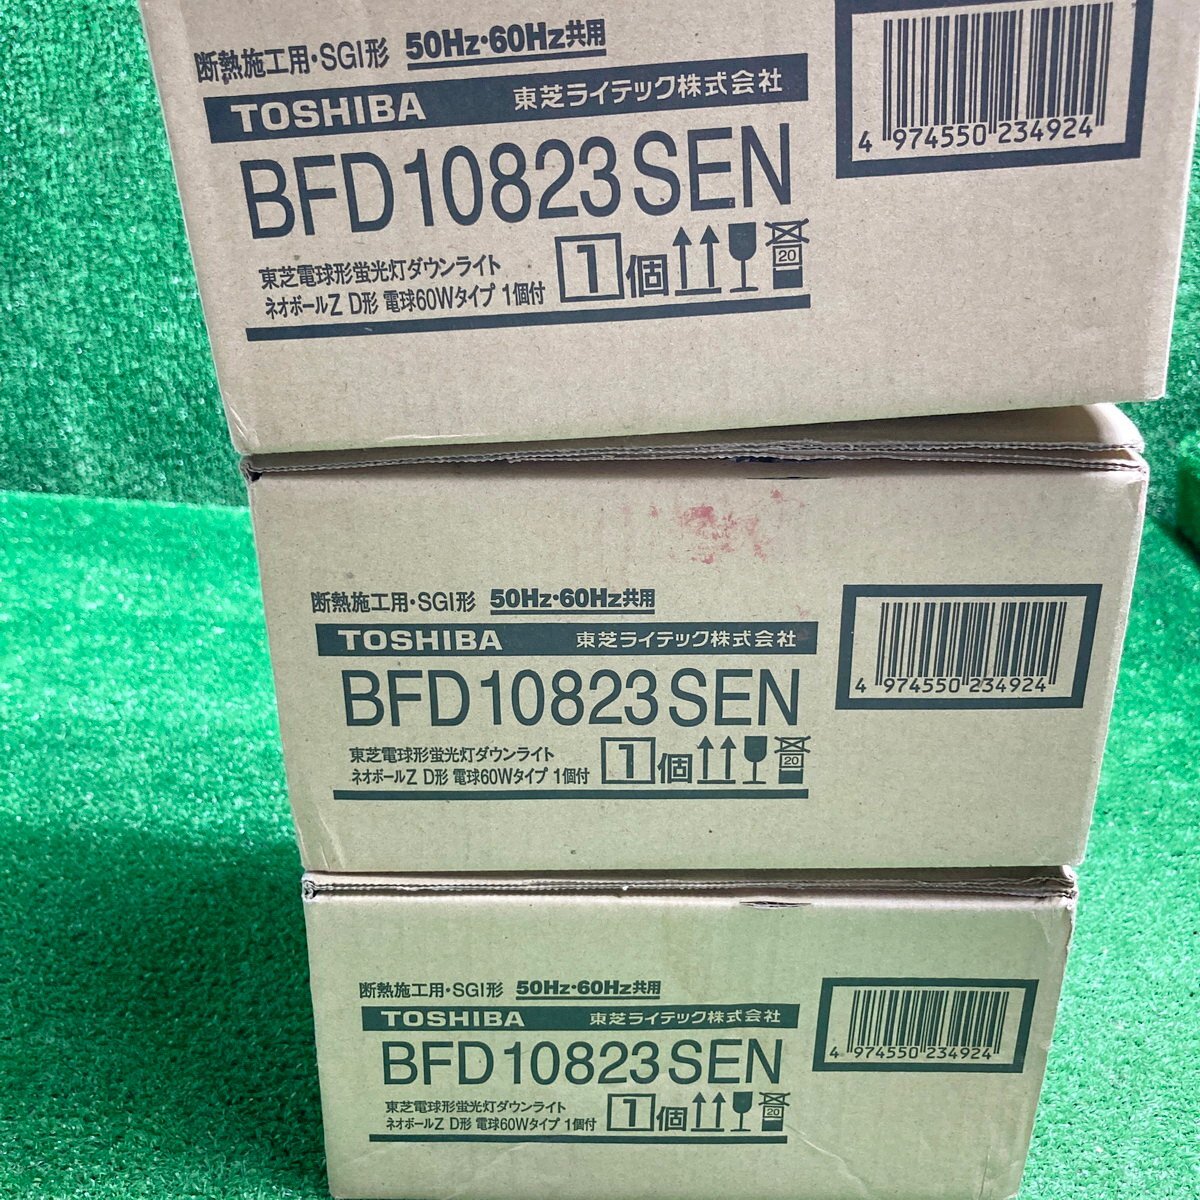 断熱施工用・SGI形 50Hz・60Hz共用
TOSHIBA 東芝ライテック株式会社
BFD10823SEN
4 974550 234924
東芝電球形蛍光灯ダウンライト
ネオボールZ D形 電球60Wタイプ 1個付
1個
20
断熱施工用・SGI形 50Hz・60Hz共用
TOSHIBA 東芝ライテック株式会社
BFD10823SEN
4 974550 234924
東芝電球形蛍光灯ダウンライト
ネオボールZ D形 電球60Wタイプ 1個付
1個
20
断熱施工用・SGI形 50Hz・60Hz共用
TOSHIBA 東芝ライテック株式会社
BFD10823SEN
4 974550 234924
東芝電球形蛍光灯ダウンライト
ネオボールZ D形 電球60Wタイプ 1個付
1個
20